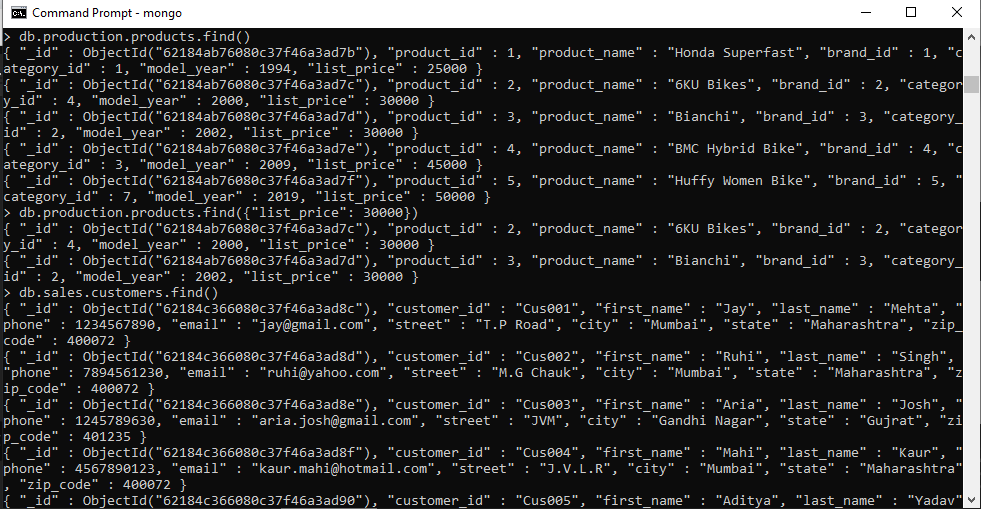 Command Prompt - mongo
> db.production.products.find()
{ "_id" : ObjectId("62184ab76080c37f46a3ad7b"), "product_id" : 1, "product_name" : "Honda Superfast", "brand_id" : 1, "c
ategory_id" : 1, "model_year" : 1994, "list_price" : 25000 }
{ "_id" : ObjectId("62184ab76080c37f46a3ad7c"), "product_id" : 2, "product_name" : "6KU Bikes", "brand_id" : 2, "categor
y_id" : 4, "model_year" : 2000, "list_price" : 30000 }
{ "_id" : ObjectId("62184ab76080c37f46a3ad7d"), "product_id" : 3, "product_name" : "Bianchi", "brand_id" : 3, "category_
id" : 2, "model_year" : 2002, "list_price" : 30000 }
{ "_id" : ObjectId("62184ab76080c37f46a3ad7e"), "product_id" : 4, "product_name" : "BMC Hybrid Bike", "brand_id" : 4, "c
ategory_id" : 3, "model_year" : 2009, "list_price" : 45000 }
{ "_id" : ObjectId("62184ab76080c37f46a3ad7f"), "product_id" : 5, "product_name" : "Huffy Women Bike", "brand_id" : 5, "
category_id" : 7, "model_year" : 2019, "list_price" : 50000 }
> db.production.products.find({"list_price": 30000})
{ "_id" : ObjectId("62184ab76080c37f46a3ad7c"), "product_id" : 2, "product_name" : "6KU Bikes", "brand_id" : 2, "categor
y_id" : 4, "model_year" : 2000, "list_price" : 30000 }
{ "_id" : ObjectId("62184ab76080c37f46a3ad7d"), "product_id" : 3, "product_name" : "Bianchi", "brand_id" : 3, "category_
id" : 2, "model_year" : 2002, "list_price" : 30000 }
> db.sales.customers.find()
{ "_id" : ObjectId("62184c366080c37f46a3ad8c"), "customer_id" : "Cus001", "first_name" : "Jay", "last_name" : "Mehta", "
phone" : 1234567890, "email" : "jay@gmail.com", "street" : "T.P Road", "city" : "Mumbai", "state" : "Maharashtra", "zip_
code" : 400072 }
{ "_id" : ObjectId("62184c366080c37f46a3ad8d"), "customer_id" : "Cus002", "first_name" : "Ruhi", "last_name" : "Singh",
"phone" : 7894561230, "email" : "ruhi@yahoo.com", "street" : "M.G Chauk", "city" : "Mumbai", "state" : "Maharashtra", "z
ip_code" : 400072 }
{ "_id" : ObjectId("62184c366080c37f46a3ad8e"), "customer_id" : "Cus003", "first_name" : "Aria", "last_name" : "Josh", "
phone" : 1245789630, "email" : "aria.josh@gmail.com", "street" : "JVM", "city" : "Gandhi Nagar", "state" : "Gujrat", "zi
p_code" : 401235 }
{ "_id" : ObjectId("62184c366080c37f46a3ad8f"), "customer_id" : "Cus004", "first_name" : "Mahi", "last_name" : "Kaur", "
phone" : 4567890123, "email" : "kaur.mahi@hotmail.com", "street" : "J.V.L.R", "city" : "Mumbai", "state" : "Maharashtra"
, "zip_code" : 400072 }
{ "_id" : ObjectId("62184c366080c37f46a3ad90"), "customer_id" : "Cus005", "first_name" : "Aditya", "last_name" : "Yadav"